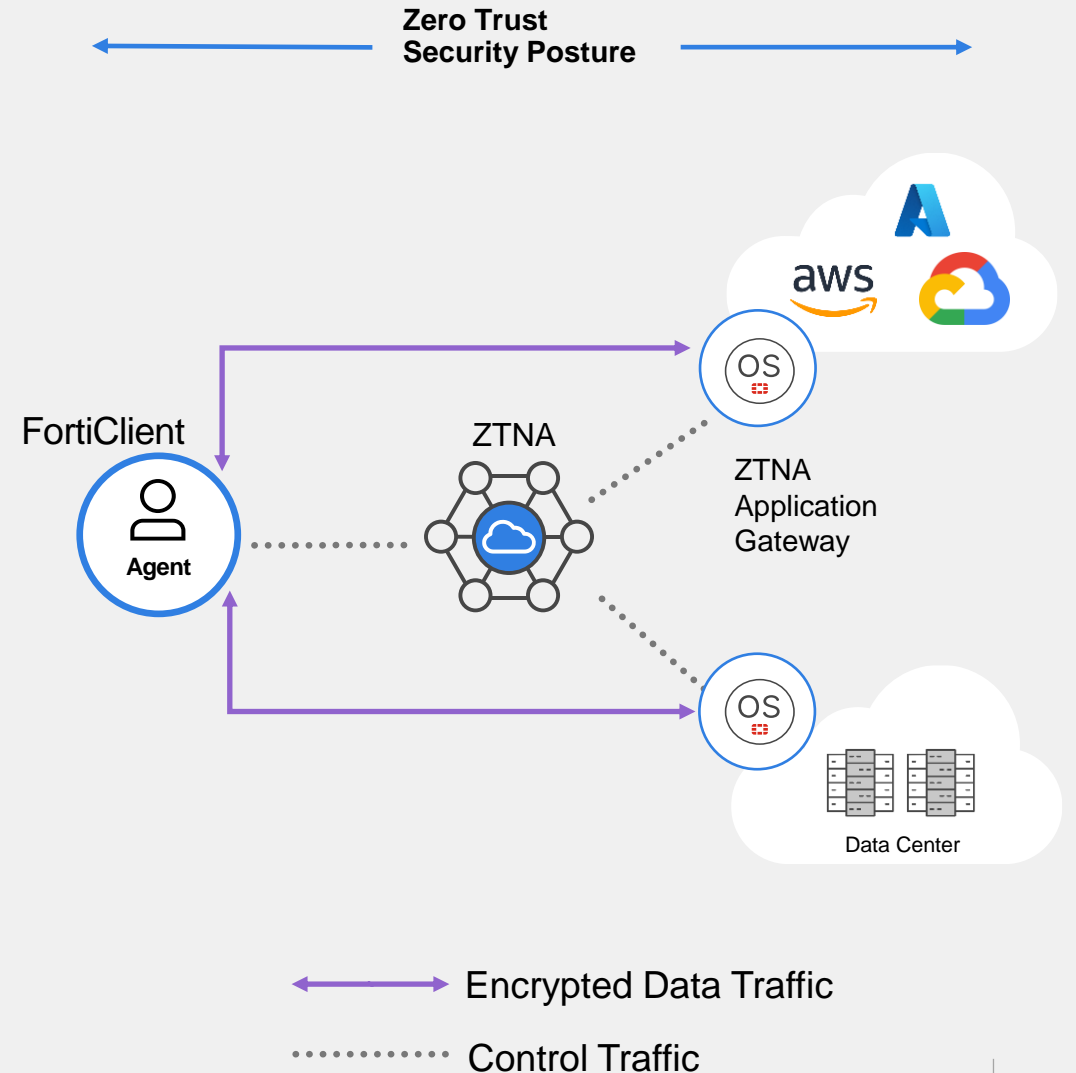 Zero Trust
Security Posture
aws
OS
FortiClient
ZTNA
ZTNA
Application
Gateway
Agent
OS
Data Center
Encrypted Data Traffic
Control Traffic